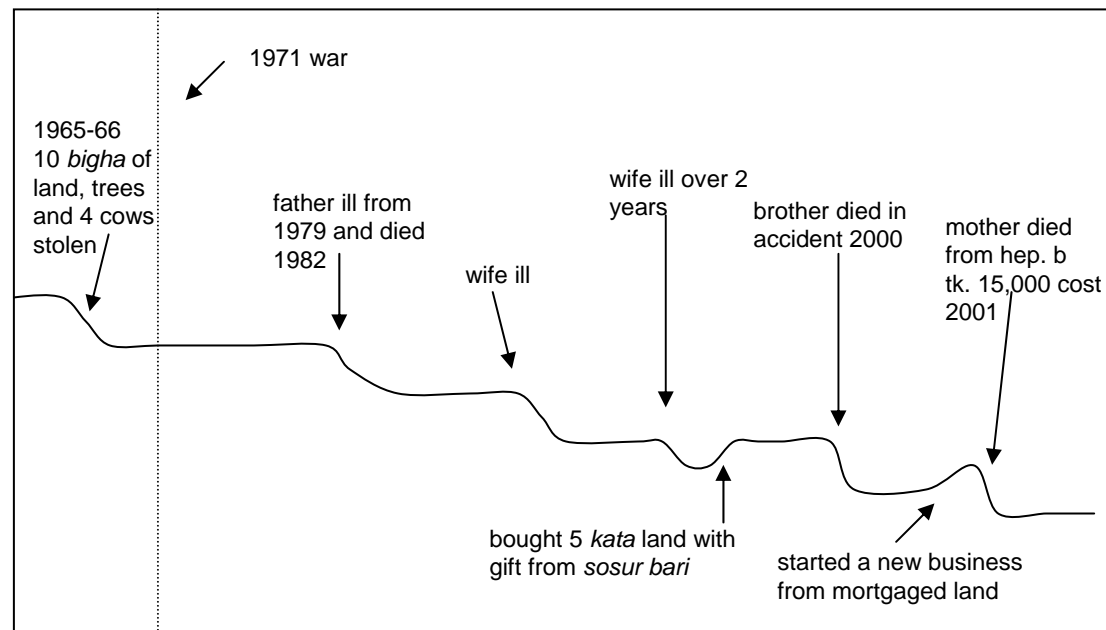 1971 war
1965-66
10 bigha of
land, trees
and 4 cows
stolen
father ill from
1979 and died
1982
wife ill
wife ill over 2
years
brother died in
accident 2000
mother died
from hep. b
tk. 15,000 cost
2001
bought 5 kata land with
gift from sosur bari
started a new business
from mortgaged land